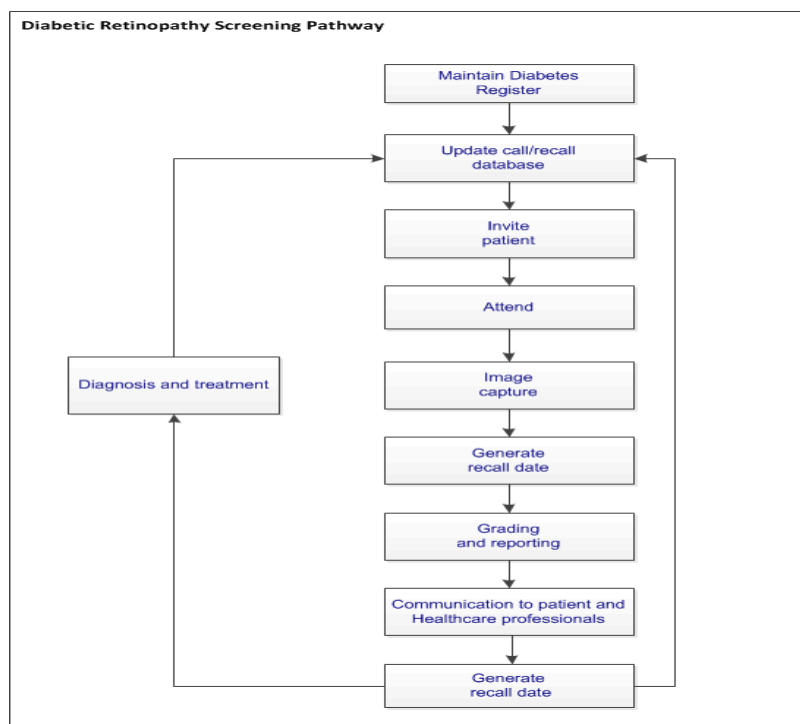 Diabetic Retinopathy Screening Pathway
Maintain Diabetes
Register
Update call/recall
database
Invite
patient
Attend
Diagnosis and treatment
Image
capture
Generate
recall date
Grading
and reporting
Communication to patient and
Healthcare professionals
Generate
recall date